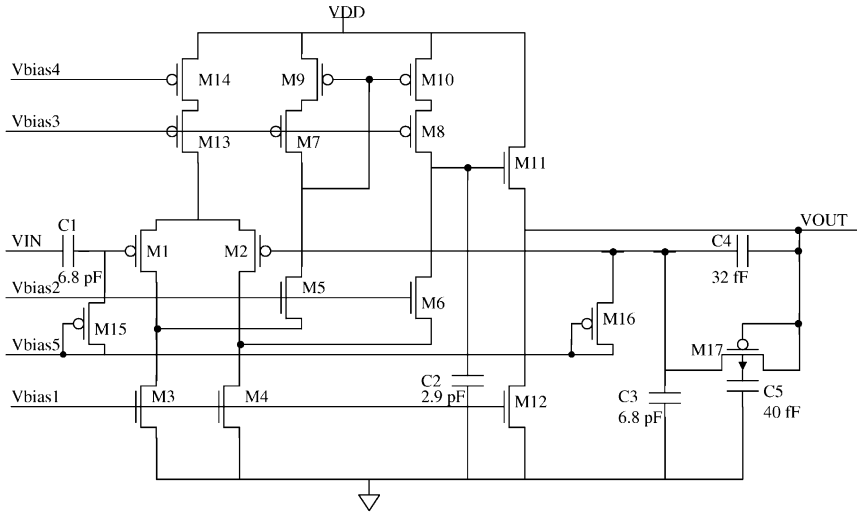 VDD
Vbias4
M14
M9
M10
Vbias3
M13
M7
M8
M11
VOUT
C1
VIN
M1
M2
C4
6.8 pF
32 fF
Vbias2
M5
M6
M15
M16
Vbias5
M17
C2
2.9 pF
C3
6.8 pF
C5
40 fF
Vbias1
M3
M4
M12